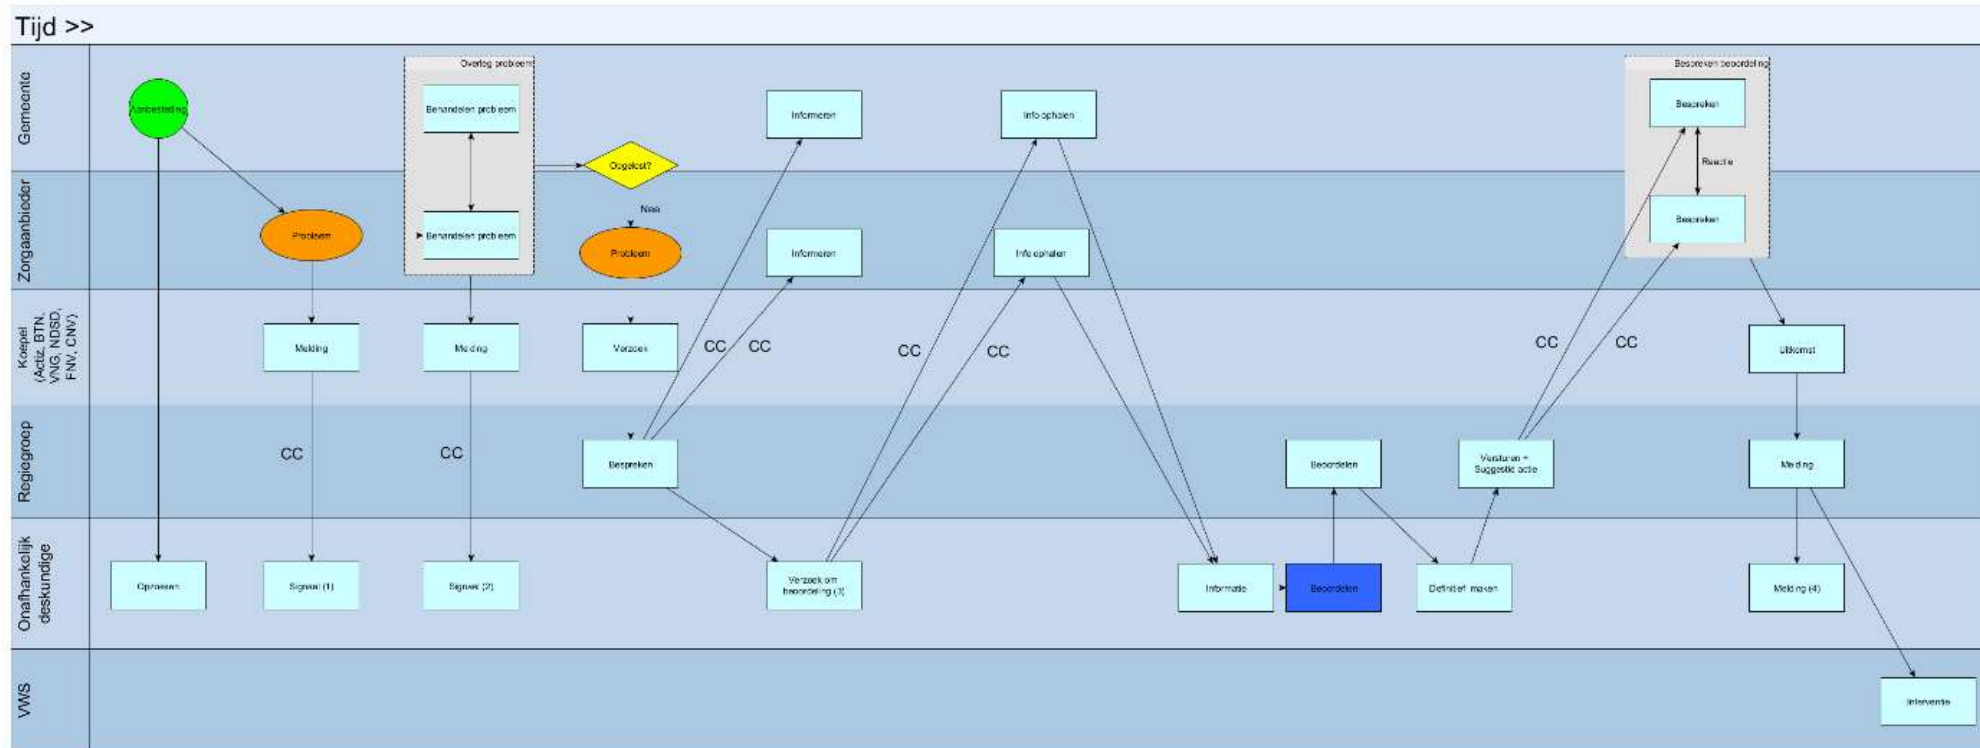 Tijd >>
Gemeente
Aanbesteding
Overleg probleem
Behandelen probleem
Behandelen probleem
Opgelost?
Informeren
Info ophalen
Bespreken beoordeling
Bespreken
Reactie
Bespreken
Zorgaanbieder
Probleem
Nee
Probleem
Informeren
Info ophalen
Koepel
(Actiz, BTN,
VNG, NDSD,
FNV, CNV)
Melding
Melding
Verzoek
CC
CC
CC
CC
CC
CC
Uitkomst
Regiegroep
CC
CC
Bespreken
Beoordelen
Versturen +
Suggestie actie
Melding
Onafhankelijk
deskundige
Opnoesen
Signaal (1)
Signaal (2)
Verzoek om
beoordeling (3)
Informatie
Beoordelen
Definitief maken
Melding (4)
VWS
Interventie